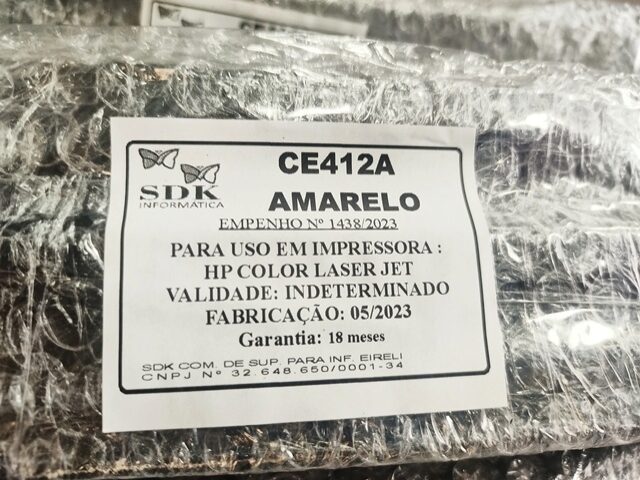 CE412A
SDK
INFORMÁTICA
AMARELO
EMPENHO Nº 1438/2023
PARA USO EM IMPRESSORA :
HP COLOR LASER JET
VALIDADE: INDETERMINADO
FABRICAÇÃO: 05/2023
Garantia: 18 meses
SDK COM. DE SUP. PARA INF. EIRELI
CNPJ Nº 32.648.650/0001-34